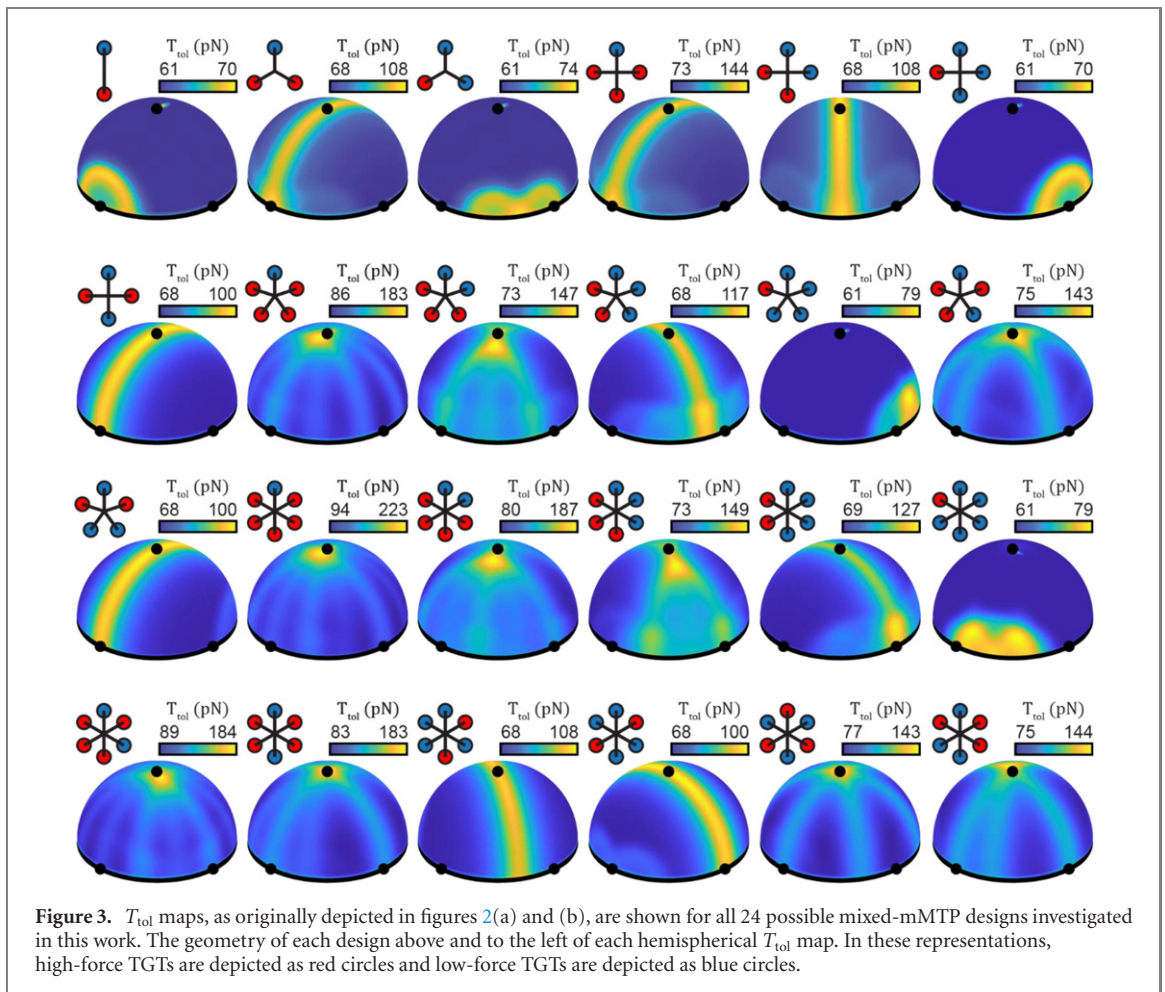 T_tol (pN) T_tol (pN) T_tol (pN) T_tol (pN) T_tol (pN) T_tol (pN)
61 70 68 108 61 74 73 144 68 108 61 70
T_tol (pN) T_tol (pN) T_tol (pN) T_tol (pN) T_tol (pN) T_tol (pN)
68 100 86 183 73 147 68 117 61 79 75 143
T_tol (pN) T_tol (pN) T_tol (pN) T_tol (pN) T_tol (pN) T_tol (pN)
68 100 94 223 80 187 73 149 69 127 61 79
T_tol (pN) T_tol (pN) T_tol (pN) T_tol (pN) T_tol (pN) T_tol (pN)
89 184 83 183 68 108 68 100 77 143 75 144
Figure 3. T_tol maps, as originally depicted in figures 2(a) and (b), are shown for all 24 possible mixed-mMTP designs investigated
in this work. The geometry of each design above and to the left of each hemispherical T_tol map. In these representations,
high-force TGTs are depicted as red circles and low-force TGTs are depicted as blue circles.